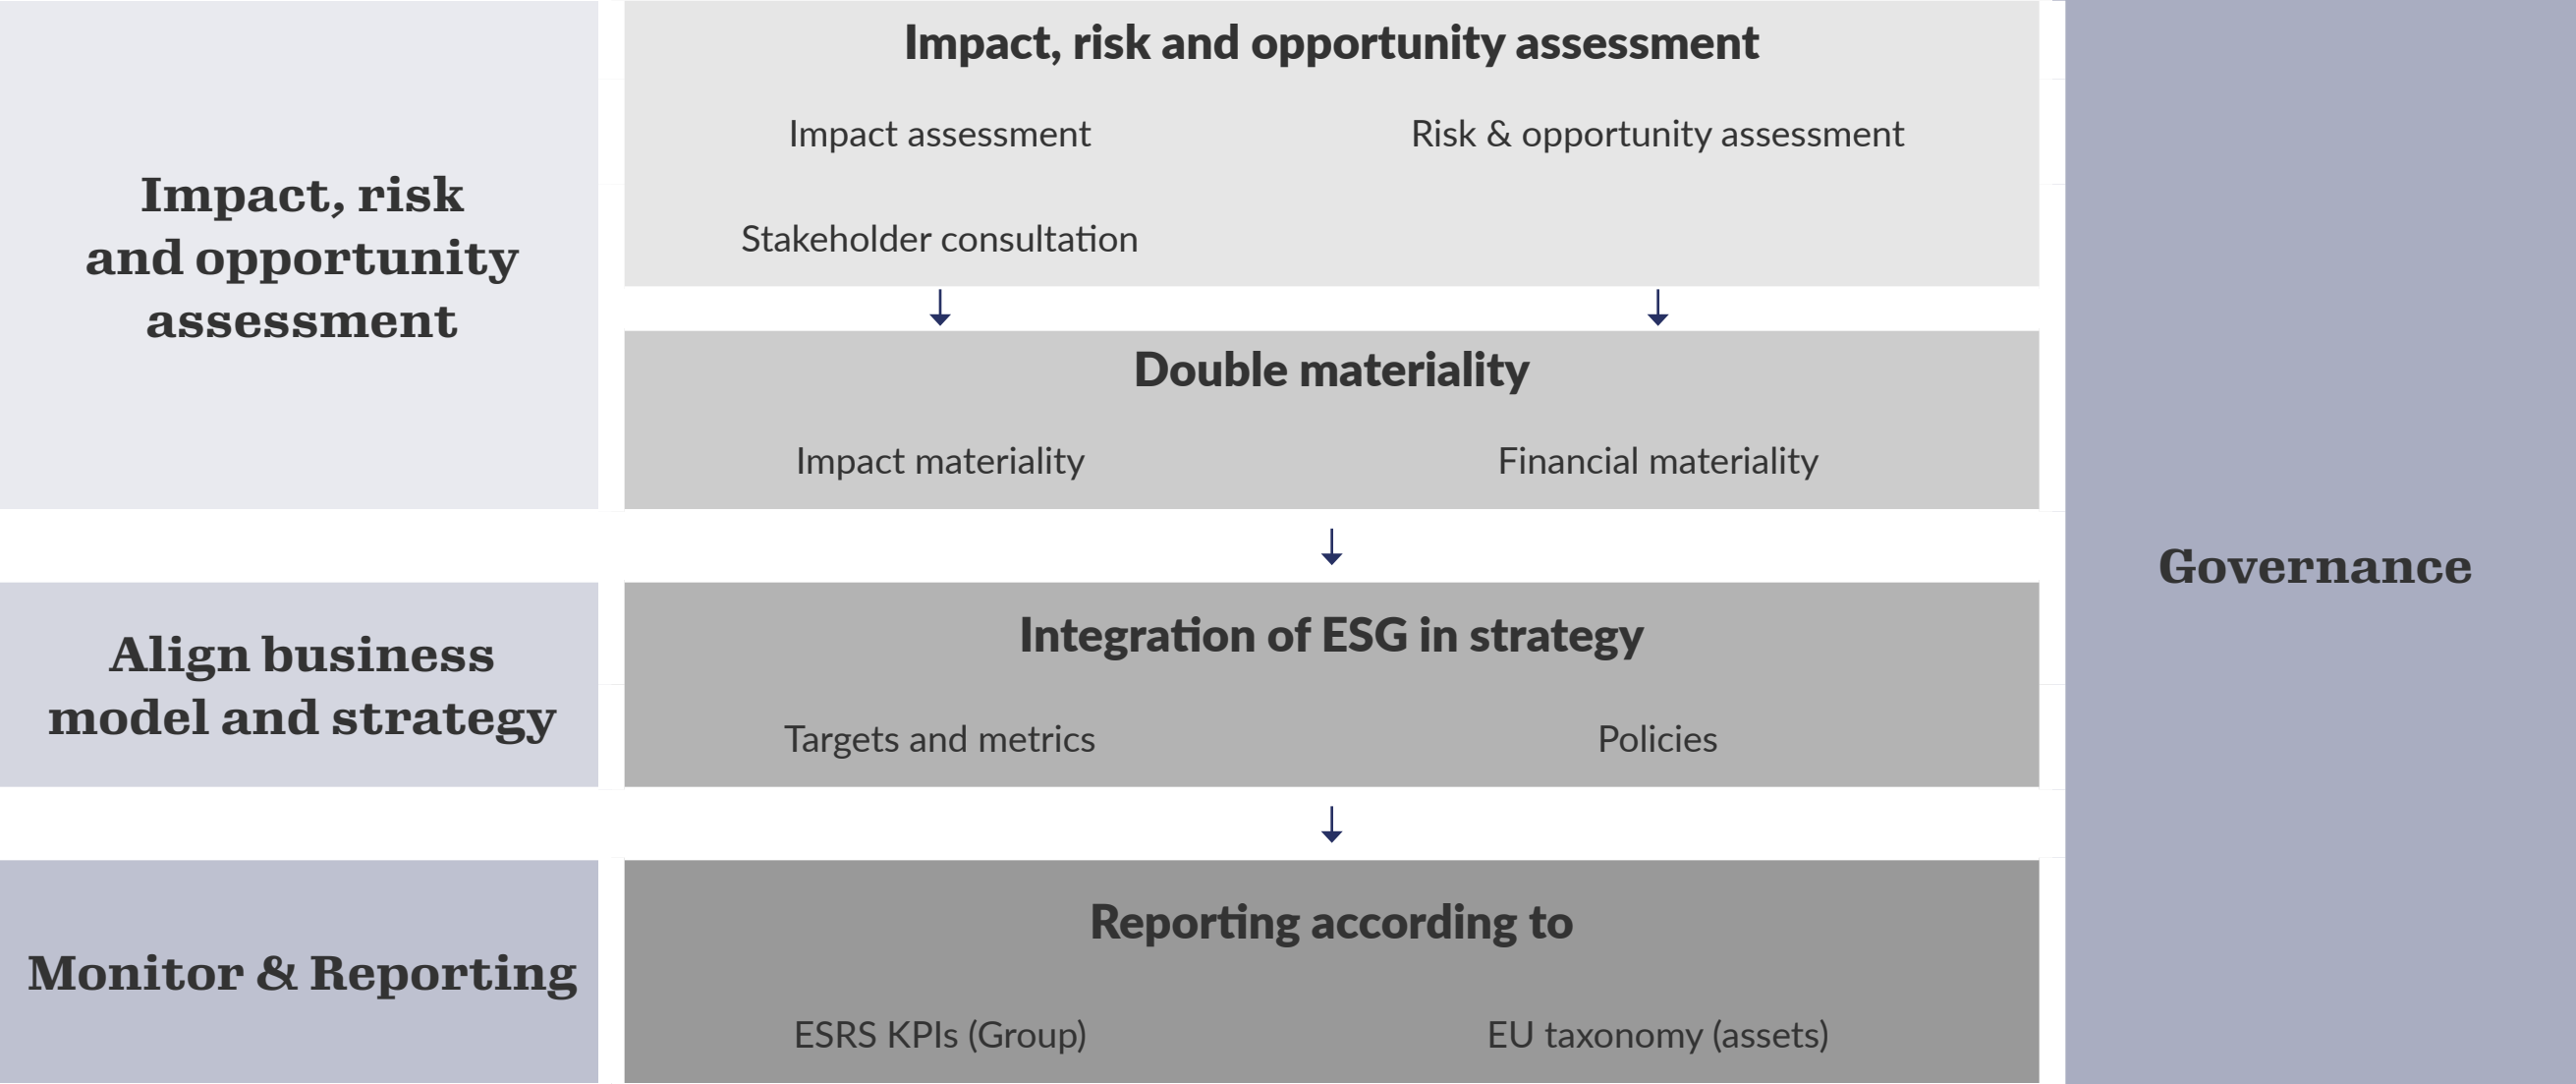 Impact, risk
and opportunity
assessment
Impact, risk and opportunity assessment
Impact assessment
Risk & opportunity assessment
Stakeholder consultation
Double materiality
Impact materiality
Financial materiality
Align business
model and strategy
Integration of ESG in strategy
Targets and metrics
Policies
Monitor & Reporting
Reporting according to
ESRS KPIs (Group)
EU taxonomy (assets)
Governance